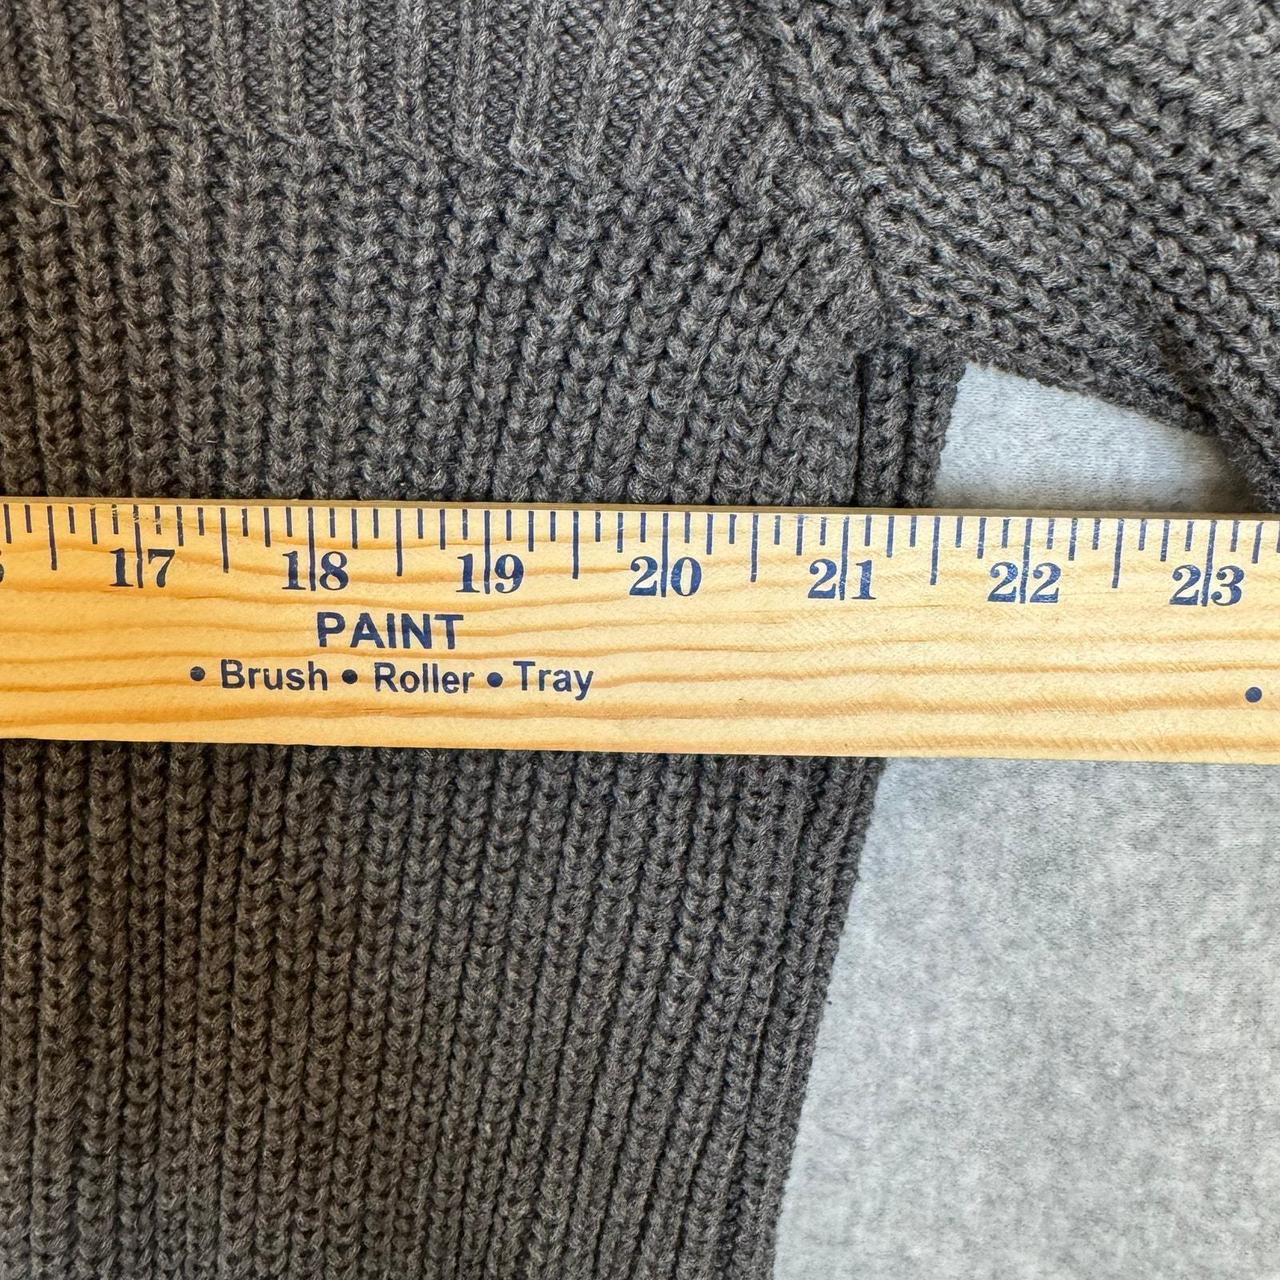 17 18 19 20 21 22 23
PAINT
• Brush • Roller • Tray •